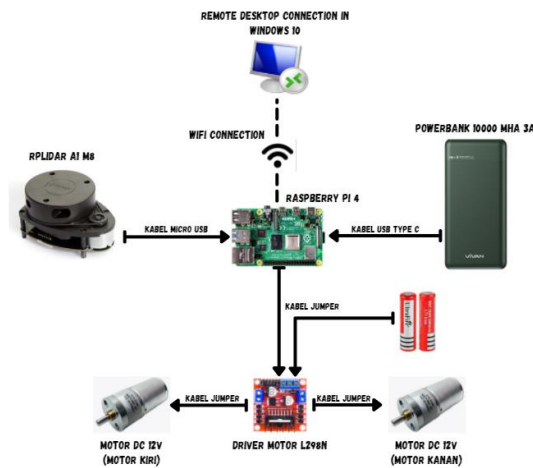 REMOTE DESKTOP CONNECTION IN
WINDOWS 10
WIFI CONNECTION
POWERBANK 10000 MHA 3A
RPLIDAR A1 M8
RASPBERRY PI 4
KABEL MICRO USB
KABEL USB TYPE C
VIVAN
KABEL JUMPER
KABEL JUMPER
KABEL JUMPER
MOTOR DC 12V
(MOTOR KIRI)
DRIVER MOTOR L298N
MOTOR DC 12V
(MOTOR KANAN)